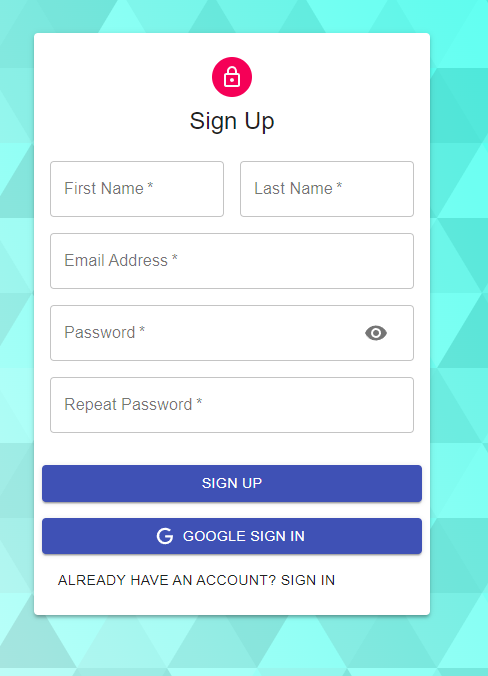 Sign Up
First Name *
Last Name *
Email Address *
Password *
Repeat Password *
SIGN UP
G GOOGLE SIGN IN
ALREADY HAVE AN ACCOUNT? SIGN IN